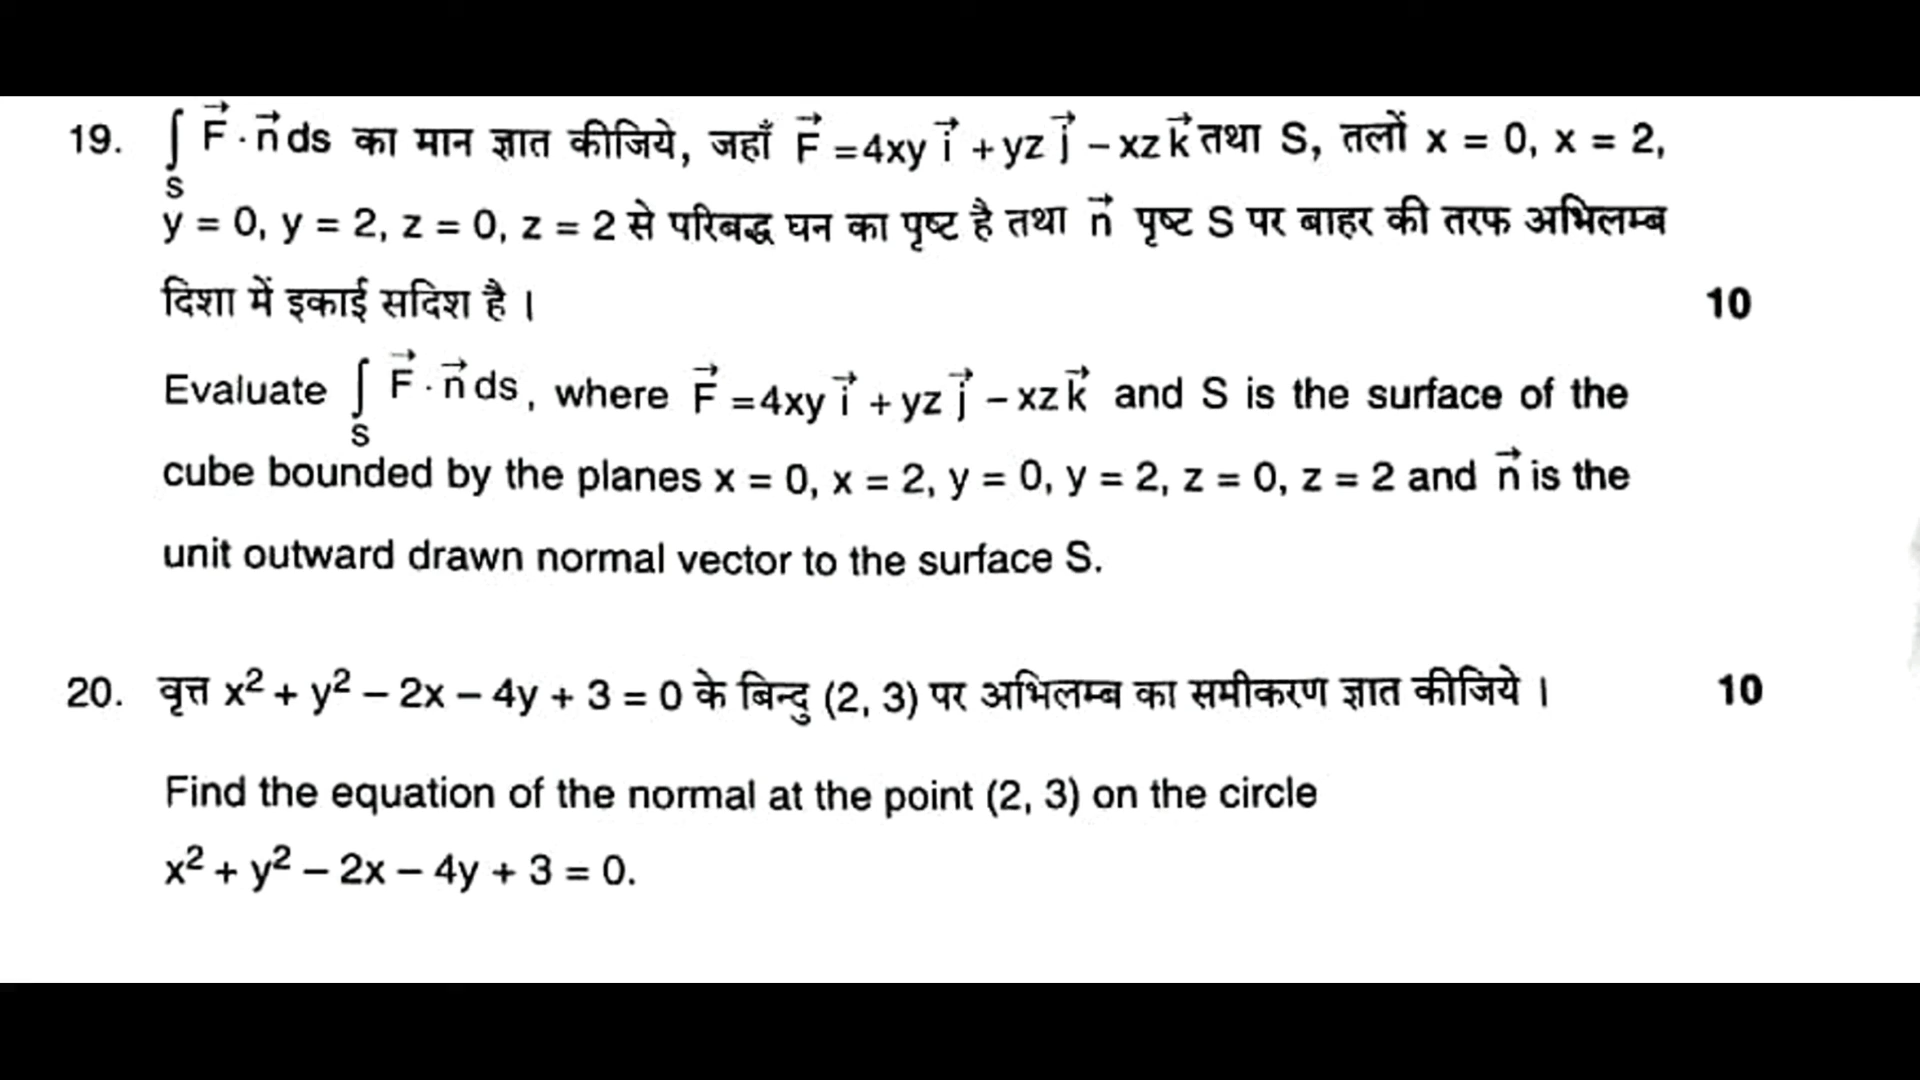 19. ∫ₛ F⃗ · n⃗ ds का मान ज्ञात कीजिये, जहाँ F⃗ = 4xy i⃗ + yz j⃗ – xz k⃗ तथा S, तलों x = 0, x = 2,
y = 0, y = 2, z = 0, z = 2 से परिबद्ध घन का पृष्ट है तथा n⃗ पृष्ट S पर बाहर की तरफ अभिलम्ब
दिशा में इकाई सदिश है । 10
Evaluate ∫ₛ F⃗ · n⃗ ds, where F⃗ = 4xy i⃗ + yz j⃗ – xz k⃗ and S is the surface of the
cube bounded by the planes x = 0, x = 2, y = 0, y = 2, z = 0, z = 2 and n⃗ is the
unit outward drawn normal vector to the surface S.
20. वृत्त x² + y² – 2x – 4y + 3 = 0 के बिन्दु (2, 3) पर अभिलम्ब का समीकरण ज्ञात कीजिये । 10
Find the equation of the normal at the point (2, 3) on the circle
x² + y² – 2x – 4y + 3 = 0.